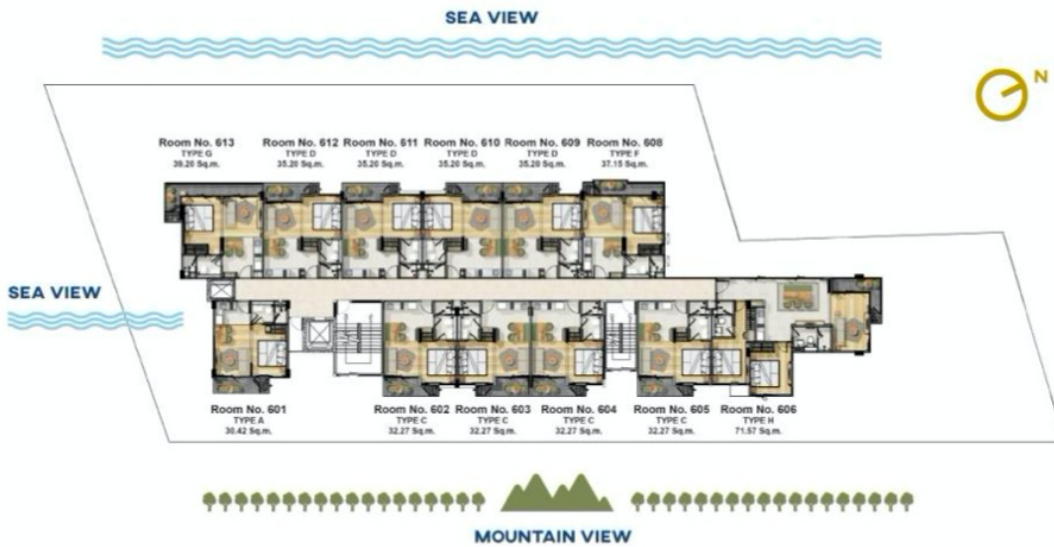 SEA VIEW
N
Room No. 613
TYPE G
39.20 Sq.m.
Room No. 612
TYPE D
35.20 Sq.m.
Room No. 611
TYPE D
35.20 Sq.m.
Room No. 610
TYPE D
35.20 Sq.m.
Room No. 609
TYPE D
35.20 Sq.m.
Room No. 608
TYPE F
37.15 Sq.m.
SEA VIEW
Room No. 601
TYPE A
30.42 Sq.m.
Room No. 602
TYPE C
32.27 Sq.m.
Room No. 603
TYPE C
32.27 Sq.m.
Room No. 604
TYPE C
32.27 Sq.m.
Room No. 605
TYPE C
32.27 Sq.m.
Room No. 606
TYPE H
71.57 Sq.m.
MOUNTAIN VIEW